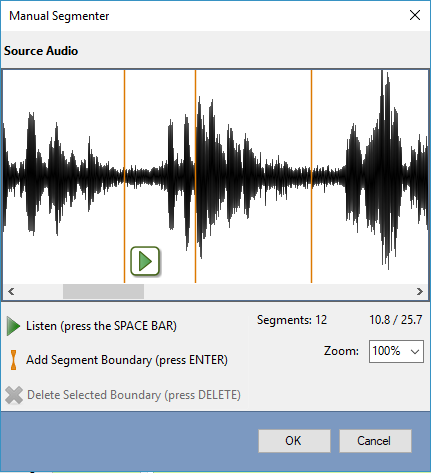 Manual Segmenter
Source Audio
Listen (press the SPACE BAR)
Segments: 12 10.8 / 25.7
Add Segment Boundary (press ENTER)
Zoom: 100%
Delete Selected Boundary (press DELETE)
OK Cancel